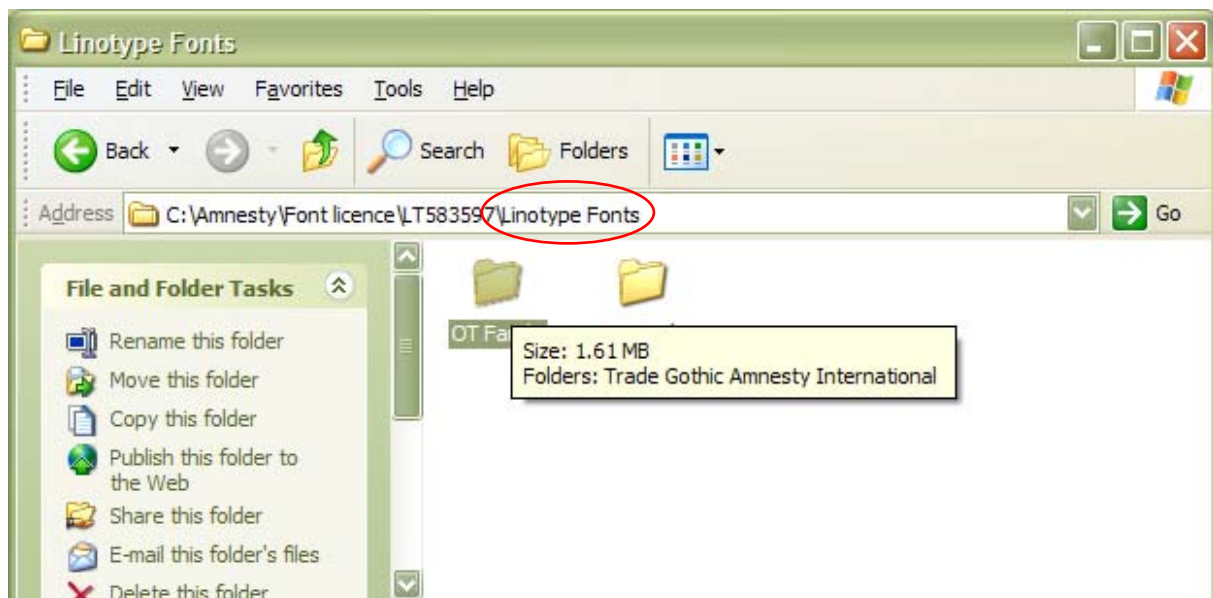 Linotype Fonts
File Edit View Favorites Tools Help
Back Search Folders
Address C:\Amnesty\Font licence\LT583597\Linotype Fonts Go
File and Folder Tasks
Rename this folder
Move this folder
Copy this folder
Publish this folder to
the Web
Share this folder
E-mail this folder's files
Delete this folder
OT
Size: 1.61 MB
Folders: Trade Gothic Amnesty International